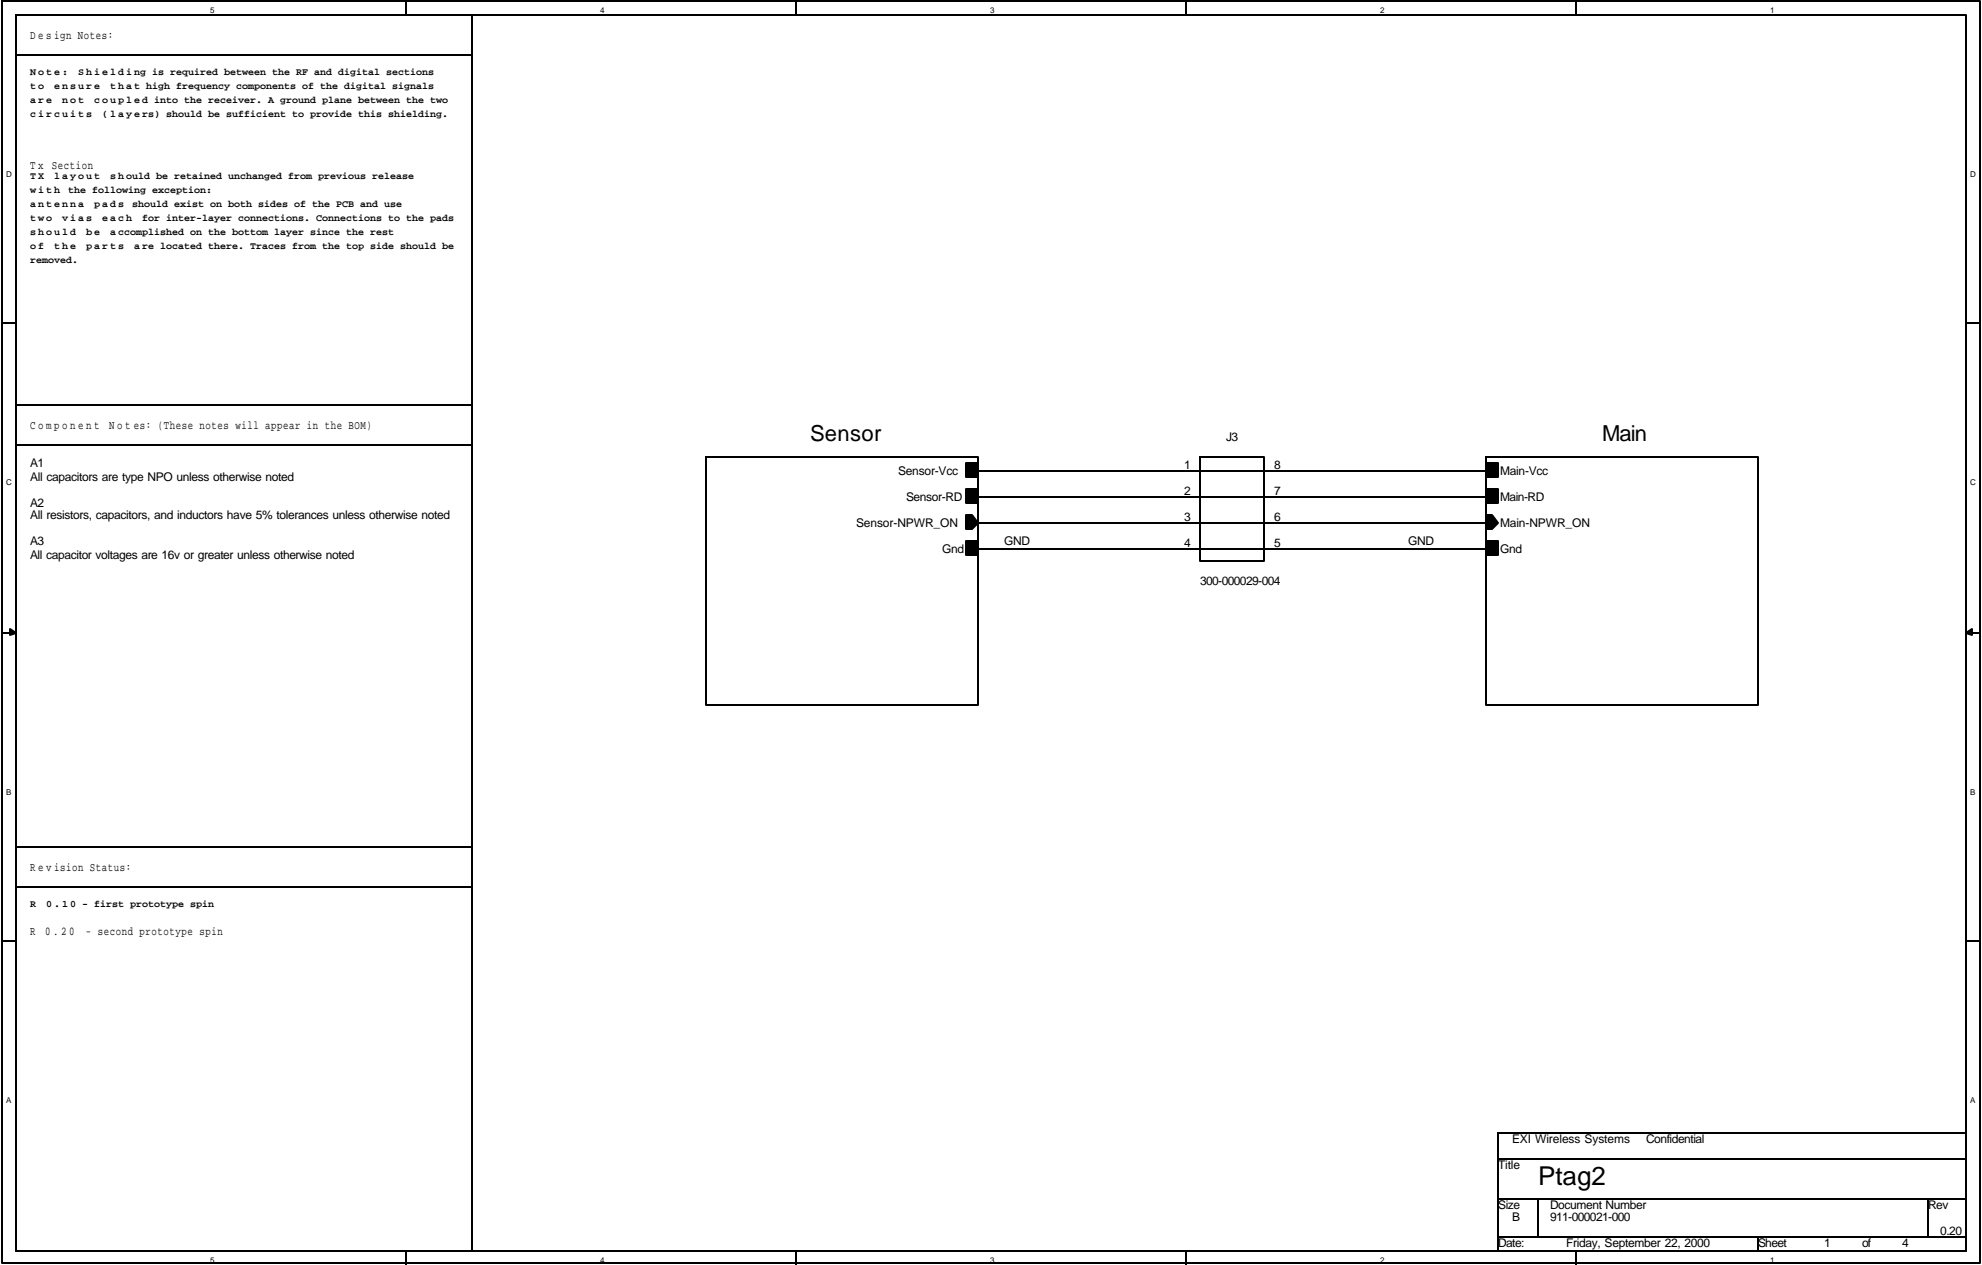 5 4 3 2 1
Design Notes:
Note: Shielding is required between the RF and digital sections
to ensure that high frequency components of the digital signals
are not coupled into the receiver. A ground plane between the two
circuits (layers) should be sufficient to provide this shielding.
Tx Section
TX layout should be retained unchanged from previous release
with the following exception:
antenna pads should exist on both sides of the PCB and use
two vias each for inter-layer connections. Connections to the pads
should be accomplished on the bottom layer since the rest
of the parts are located there. Traces from the top side should be
removed.
D D
Component Notes: (These notes will appear in the BOM)
A1
All capacitors are type NPO unless otherwise noted
A2
All resistors, capacitors, and inductors have 5% tolerances unless otherwise noted
A3
All capacitor voltages are 16v or greater unless otherwise noted
C C
Sensor J3 Main
Sensor-Vcc 1 8 Main-Vcc
Sensor-RD 2 7 Main-RD
Sensor-NPWR_ON 3 6 Main-NPWR_ON
Gnd GND 4 5 GND Gnd
300-000029-004
B B
Revision Status:
R 0.10 - first prototype spin
R 0.20 - second prototype spin
A A
EXI Wireless Systems Confidential
Title
Ptag2
Size Document Number Rev
B 911-000021-000
0.20
Date: Friday, September 22, 2000 Sheet 1 of 4
5 4 3 2 1